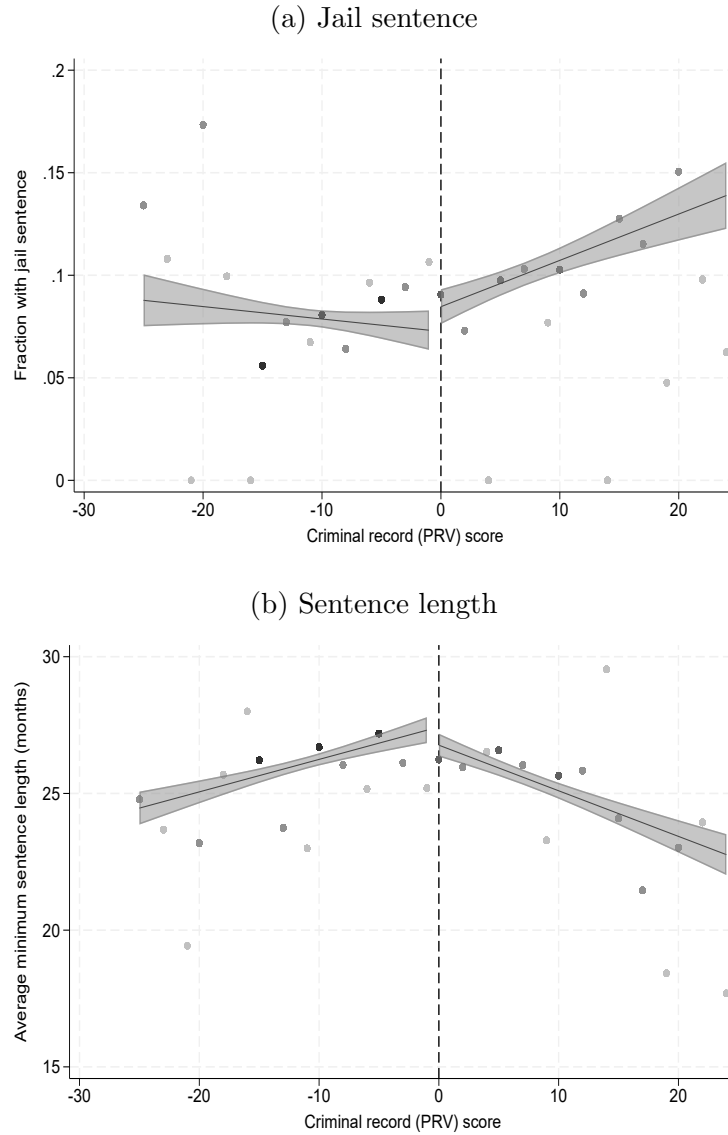 (a) Jail sentence
.2
.15
.1
.05
0
Fraction with jail sentence
-30 -20 -10 0 10 20
Criminal record (PRV) score
(b) Sentence length
30
25
20
15
Average minimum sentence length (months)
-30 -20 -10 0 10 20
Criminal record (PRV) score